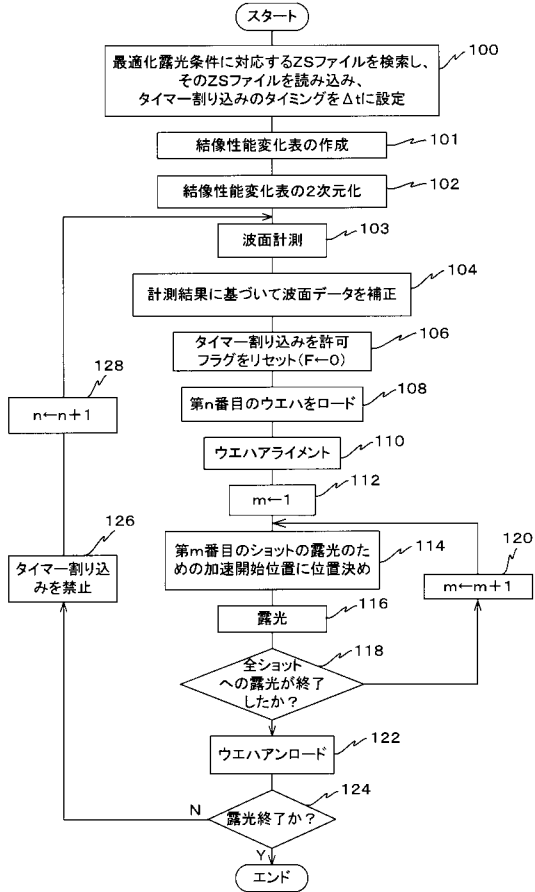 スタート
最適化露光条件に対応するZSファイルを検索し、
そのZSファイルを読み込み、
タイマー割り込みのタイミングをΔtに設定
100
結像性能変化表の作成
101
結像性能変化表の2次元化
102
波面計測
103
計測結果に基づいて波面データを補正
104
タイマー割り込みを許可
フラグをリセット(F←0)
106
128
n←n+1
第n番目のウエハをロード
108
ウエハアライメント
110
m←1
112
126
タイマー割り込
みを禁止
第m番目のショットの露光のた
めの加速開始位置に位置決め
114
120
m←m+1
露光
116
全ショット
への露光が終了
したか？
118
ウエハアンロード
122
露光終了か？
124
N
Y
エンド